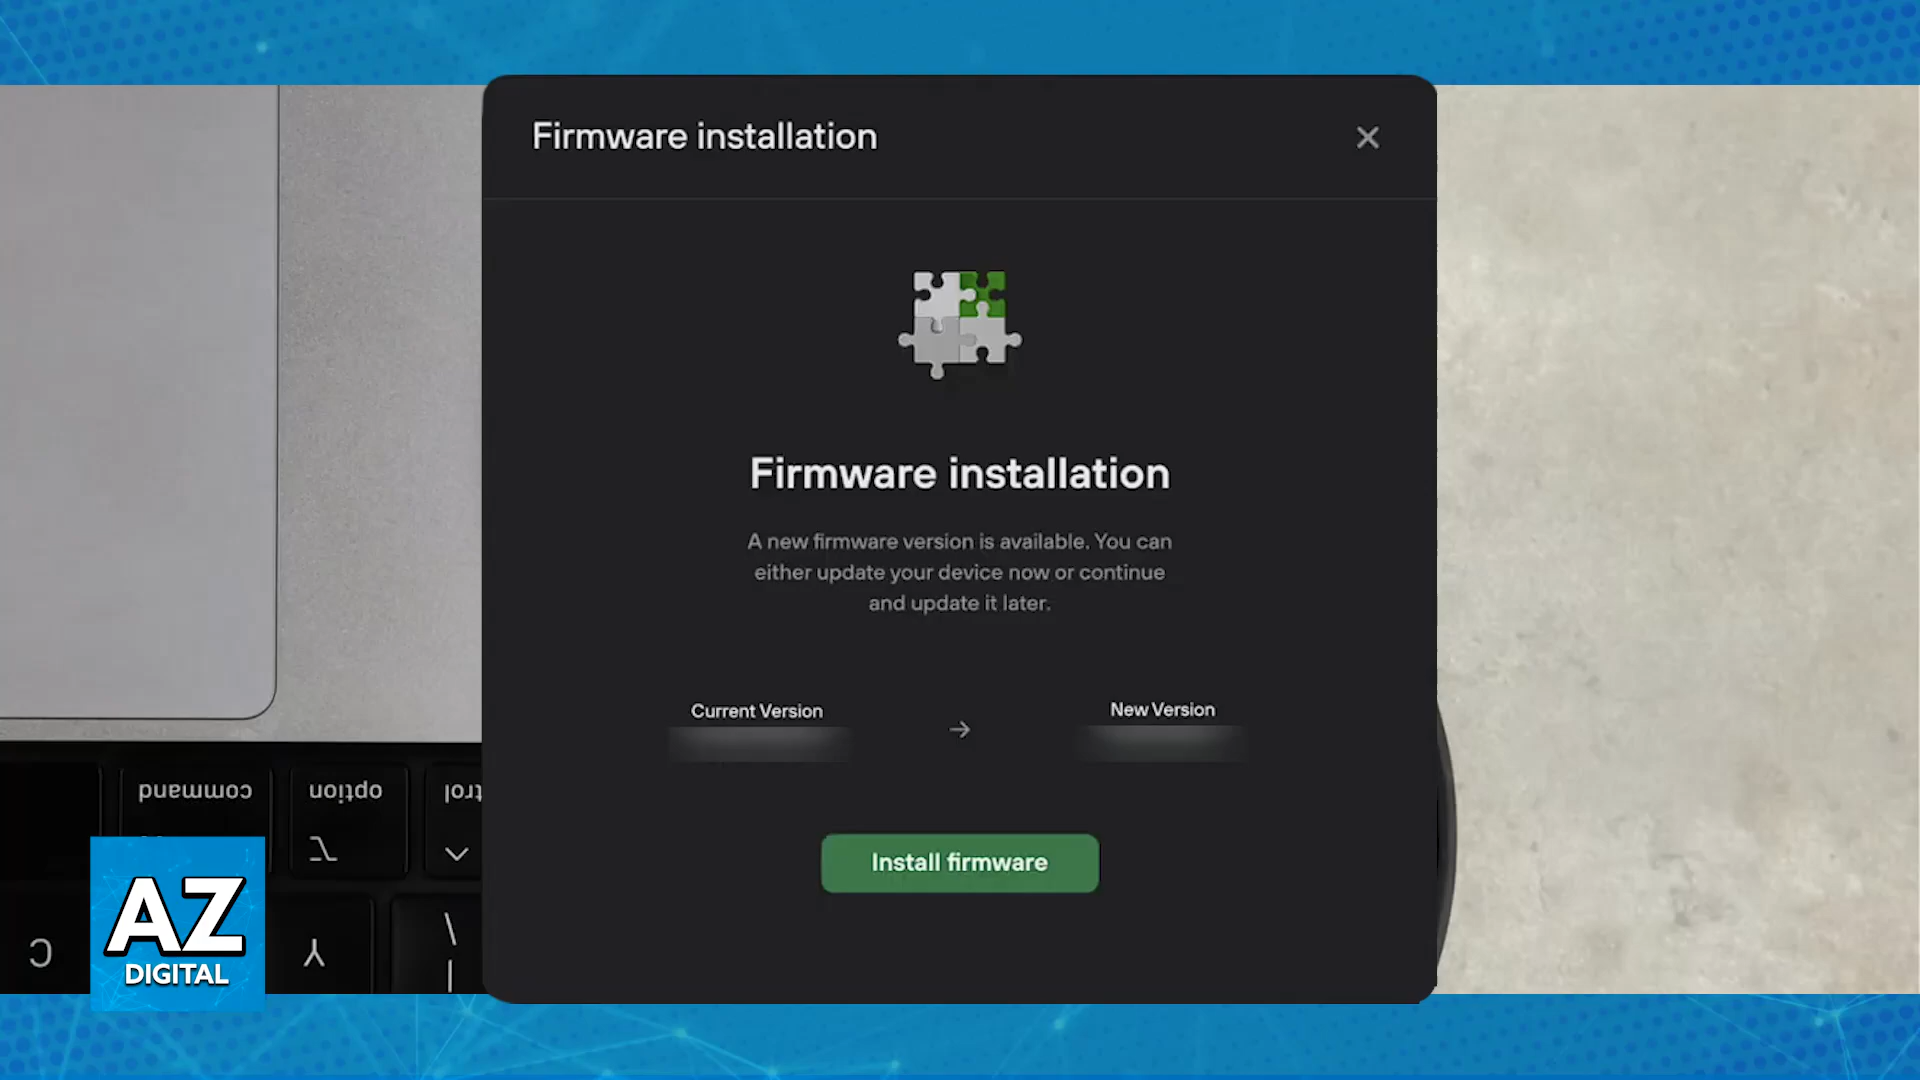 Firmware installation
Firmware installation
A new firmware version is available. You can
either update your device now or continue
and update it later.
Current Version
New Version
Install firmware
command
option
trol
C
Y
\
|
AZ
DIGITAL